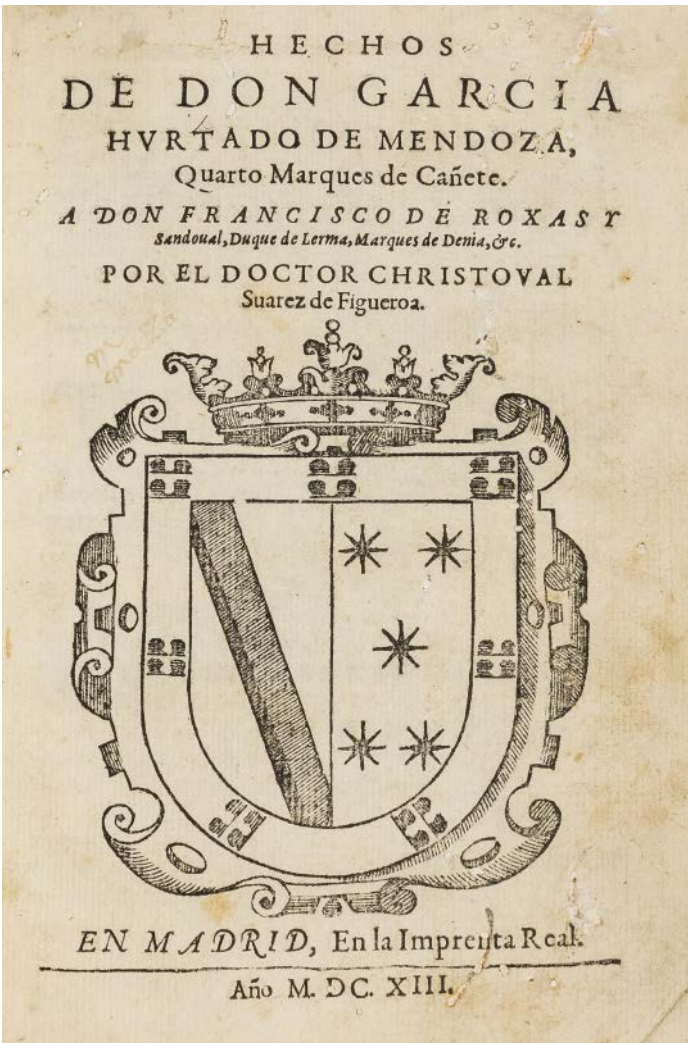 HECHOS
DE DON GARCIA
HVRTADO DE MENDOZA,
Quarto Marques de Cañete.
A DON FRANCISCO DE ROXAS Y
Sandoual, Duque de Lerma, Marques de Denia, &c.
POR EL DOCTOR CHRISTOVAL
Suarez de Figueroa.
EN MADRID, En la Imprenta Real.
Año M. DC. XIII.